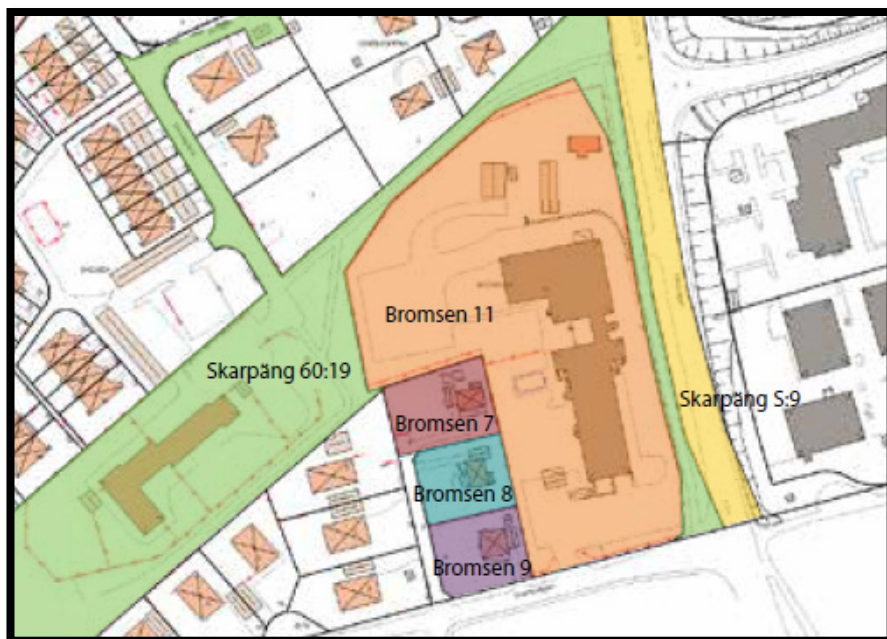 Bromsen 11
Skarpäng 60:19
Skarpäng S:9
Bromsen 7
Bromsen 8
Bromsen 9